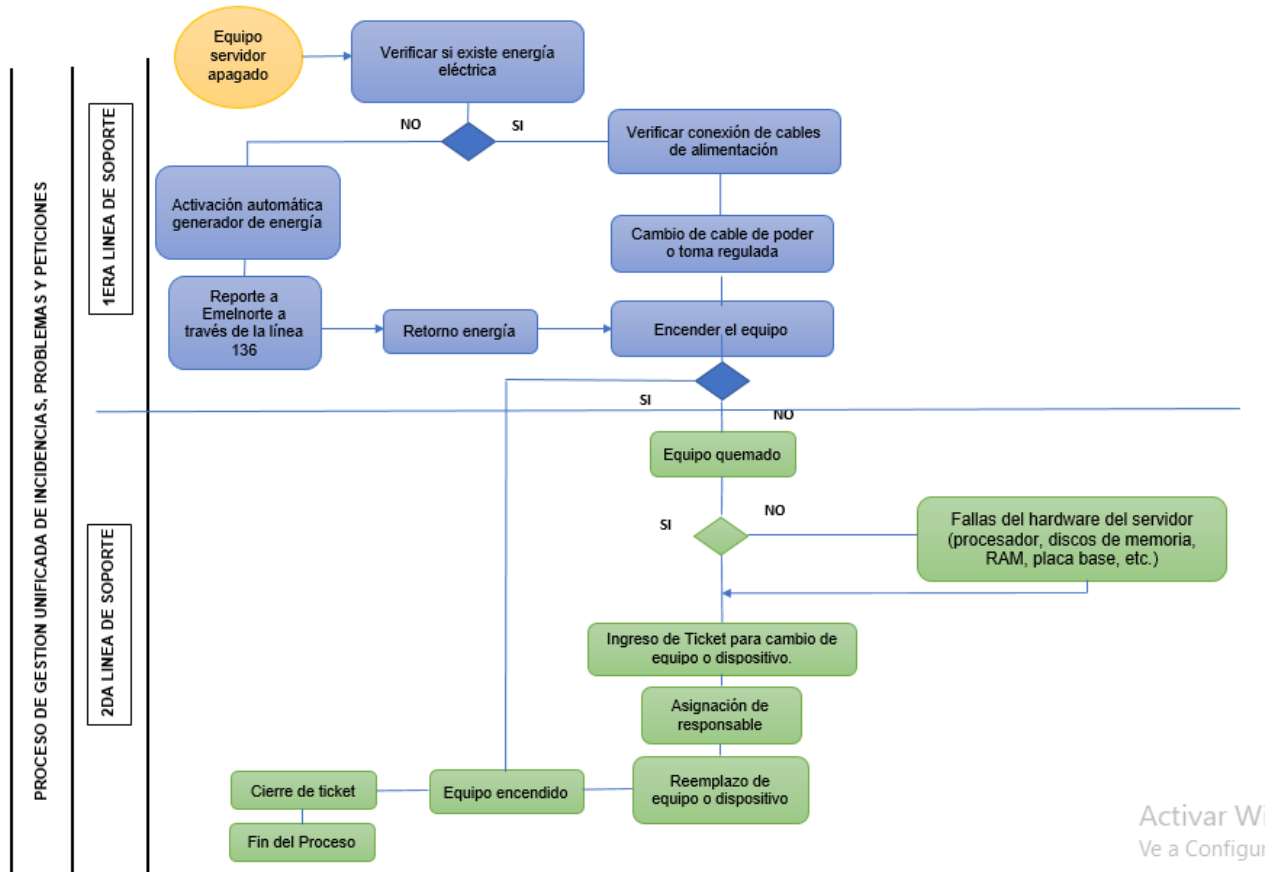 PROCESO DE GESTION UNIFICADA DE INCIDENCIAS, PROBLEMAS Y PETICIONES
1ERA LINEA DE SOPORTE
Equipo
servidor
apagado
Verificar si existe energía
eléctrica
NO
SI
Verificar conexión de cables
de alimentación
Activación automática
generador de energía
Cambio de cable de poder
o toma regulada
Reporte a
Emelnorte a
través de la línea
136
Retorno energía
Encender el equipo
SI
NO
2DA LINEA DE SOPORTE
Equipo quemado
SI
NO
Fallas del hardware del servidor
(procesador, discos de memoria,
RAM, placa base, etc.)
Ingreso de Ticket para cambio de
equipo o dispositivo.
Asignación de
responsable
Reemplazo de
equipo o dispositivo
Equipo encendido
Cierre de ticket
Fin del Proceso
Activar Wi
Ve a Configur